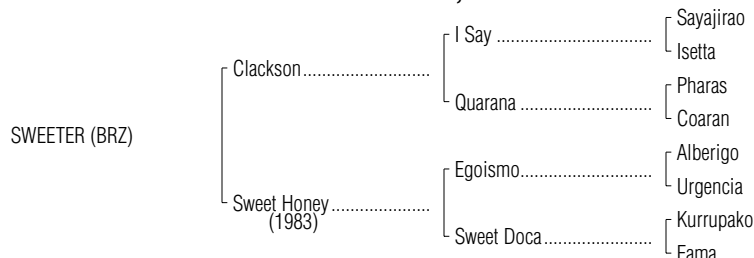 Sayajirao
I Say
Isetta
Clackson
Pharas
Quarana
Coaran
SWEETER (BRZ)
Alberigo
Egoismo
Urgencia
Sweet Honey
(1983)
Kurrupako
Sweet Doca
Fama